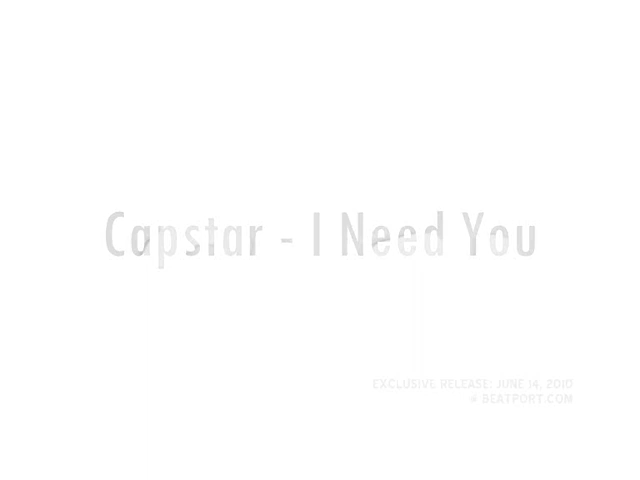 Capstar - I Need You
EXCLUSIVE RELEASE: JUNE 14, 2010
@ BEATPORT.COM